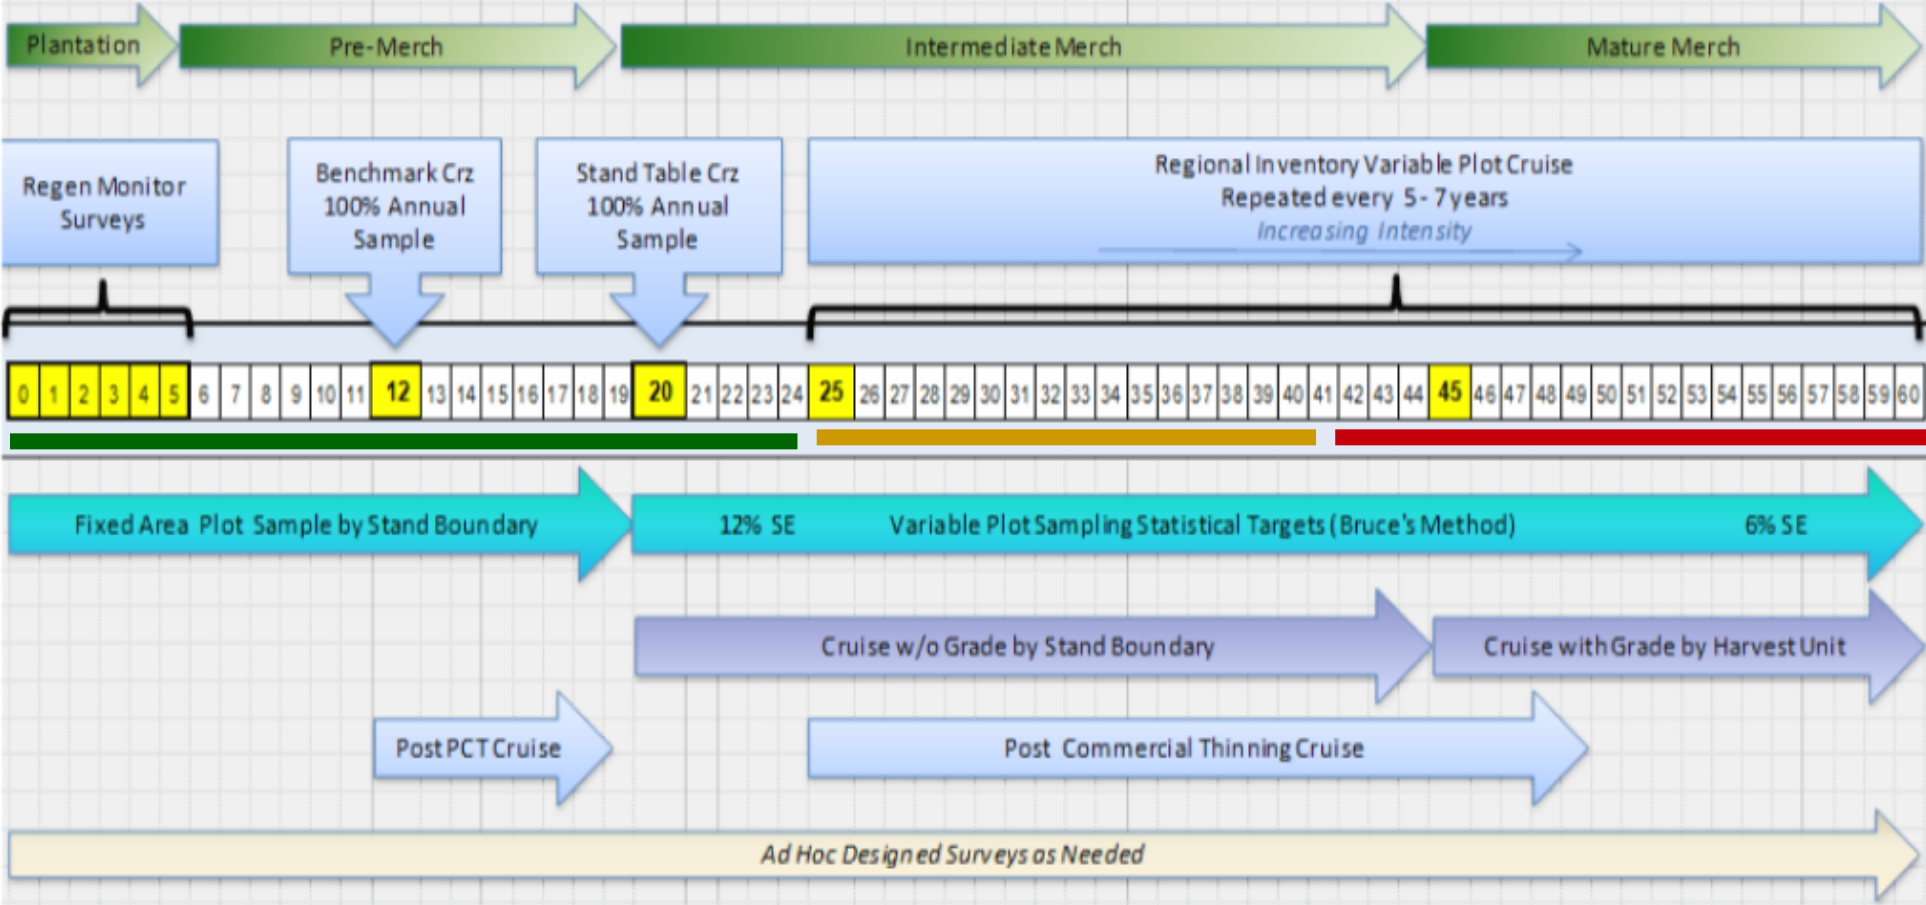 Plantation
Pre-Merch
Intermediate Merch
Mature Merch
Regen Monitor
Surveys
Benchmark Crz
100% Annual
Sample
Stand Table Crz
100% Annual
Sample
Regional Inventory Variable Plot Cruise
Repeated every 5 - 7 years
Increasing Intensity
0 1 2 3 4 5 6 7 8 9 10 11 12 13 14 15 16 17 18 19 20 21 22 23 24 25 26 27 28 29 30 31 32 33 34 35 36 37 38 39 40 41 42 43 44 45 46 47 48 49 50 51 52 53 54 55 56 57 58 59 60
Fixed Area Plot Sample by Stand Boundary
12% SE
Variable Plot Sampling Statistical Targets (Bruce's Method)
6% SE
Cruise w/o Grade by Stand Boundary
Cruise with Grade by Harvest Unit
Post PCT Cruise
Post Commercial Thinning Cruise
Ad Hoc Designed Surveys as Needed